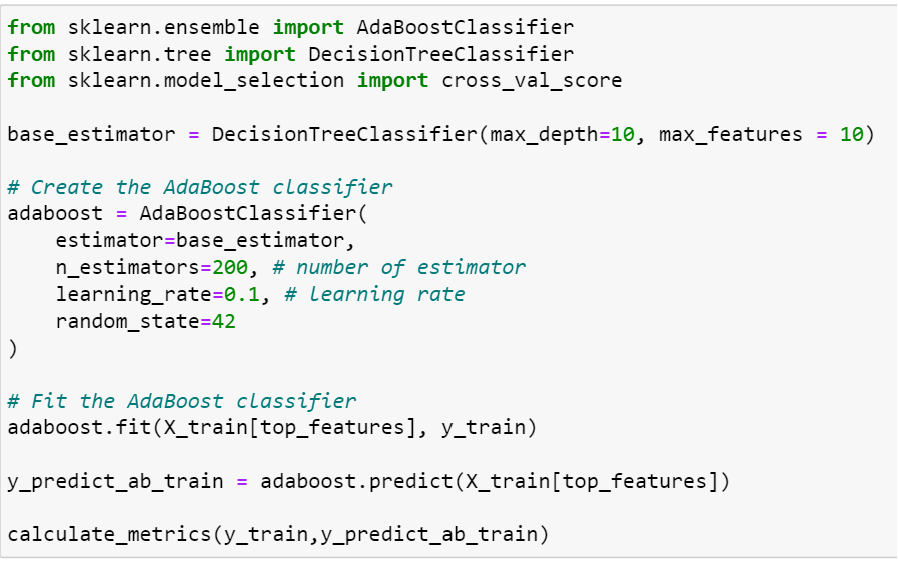 from sklearn.ensemble import AdaBoostClassifier
from sklearn.tree import DecisionTreeClassifier
from sklearn.model_selection import cross_val_score

base_estimator = DecisionTreeClassifier(max_depth=10, max_features = 10)

# Create the AdaBoost classifier
adaboost = AdaBoostClassifier(
    estimator=base_estimator,
    n_estimators=200, # number of estimator
    learning_rate=0.1, # learning rate
    random_state=42
)

# Fit the AdaBoost classifier
adaboost.fit(X_train[top_features], y_train)

y_predict_ab_train = adaboost.predict(X_train[top_features])

calculate_metrics(y_train,y_predict_ab_train)